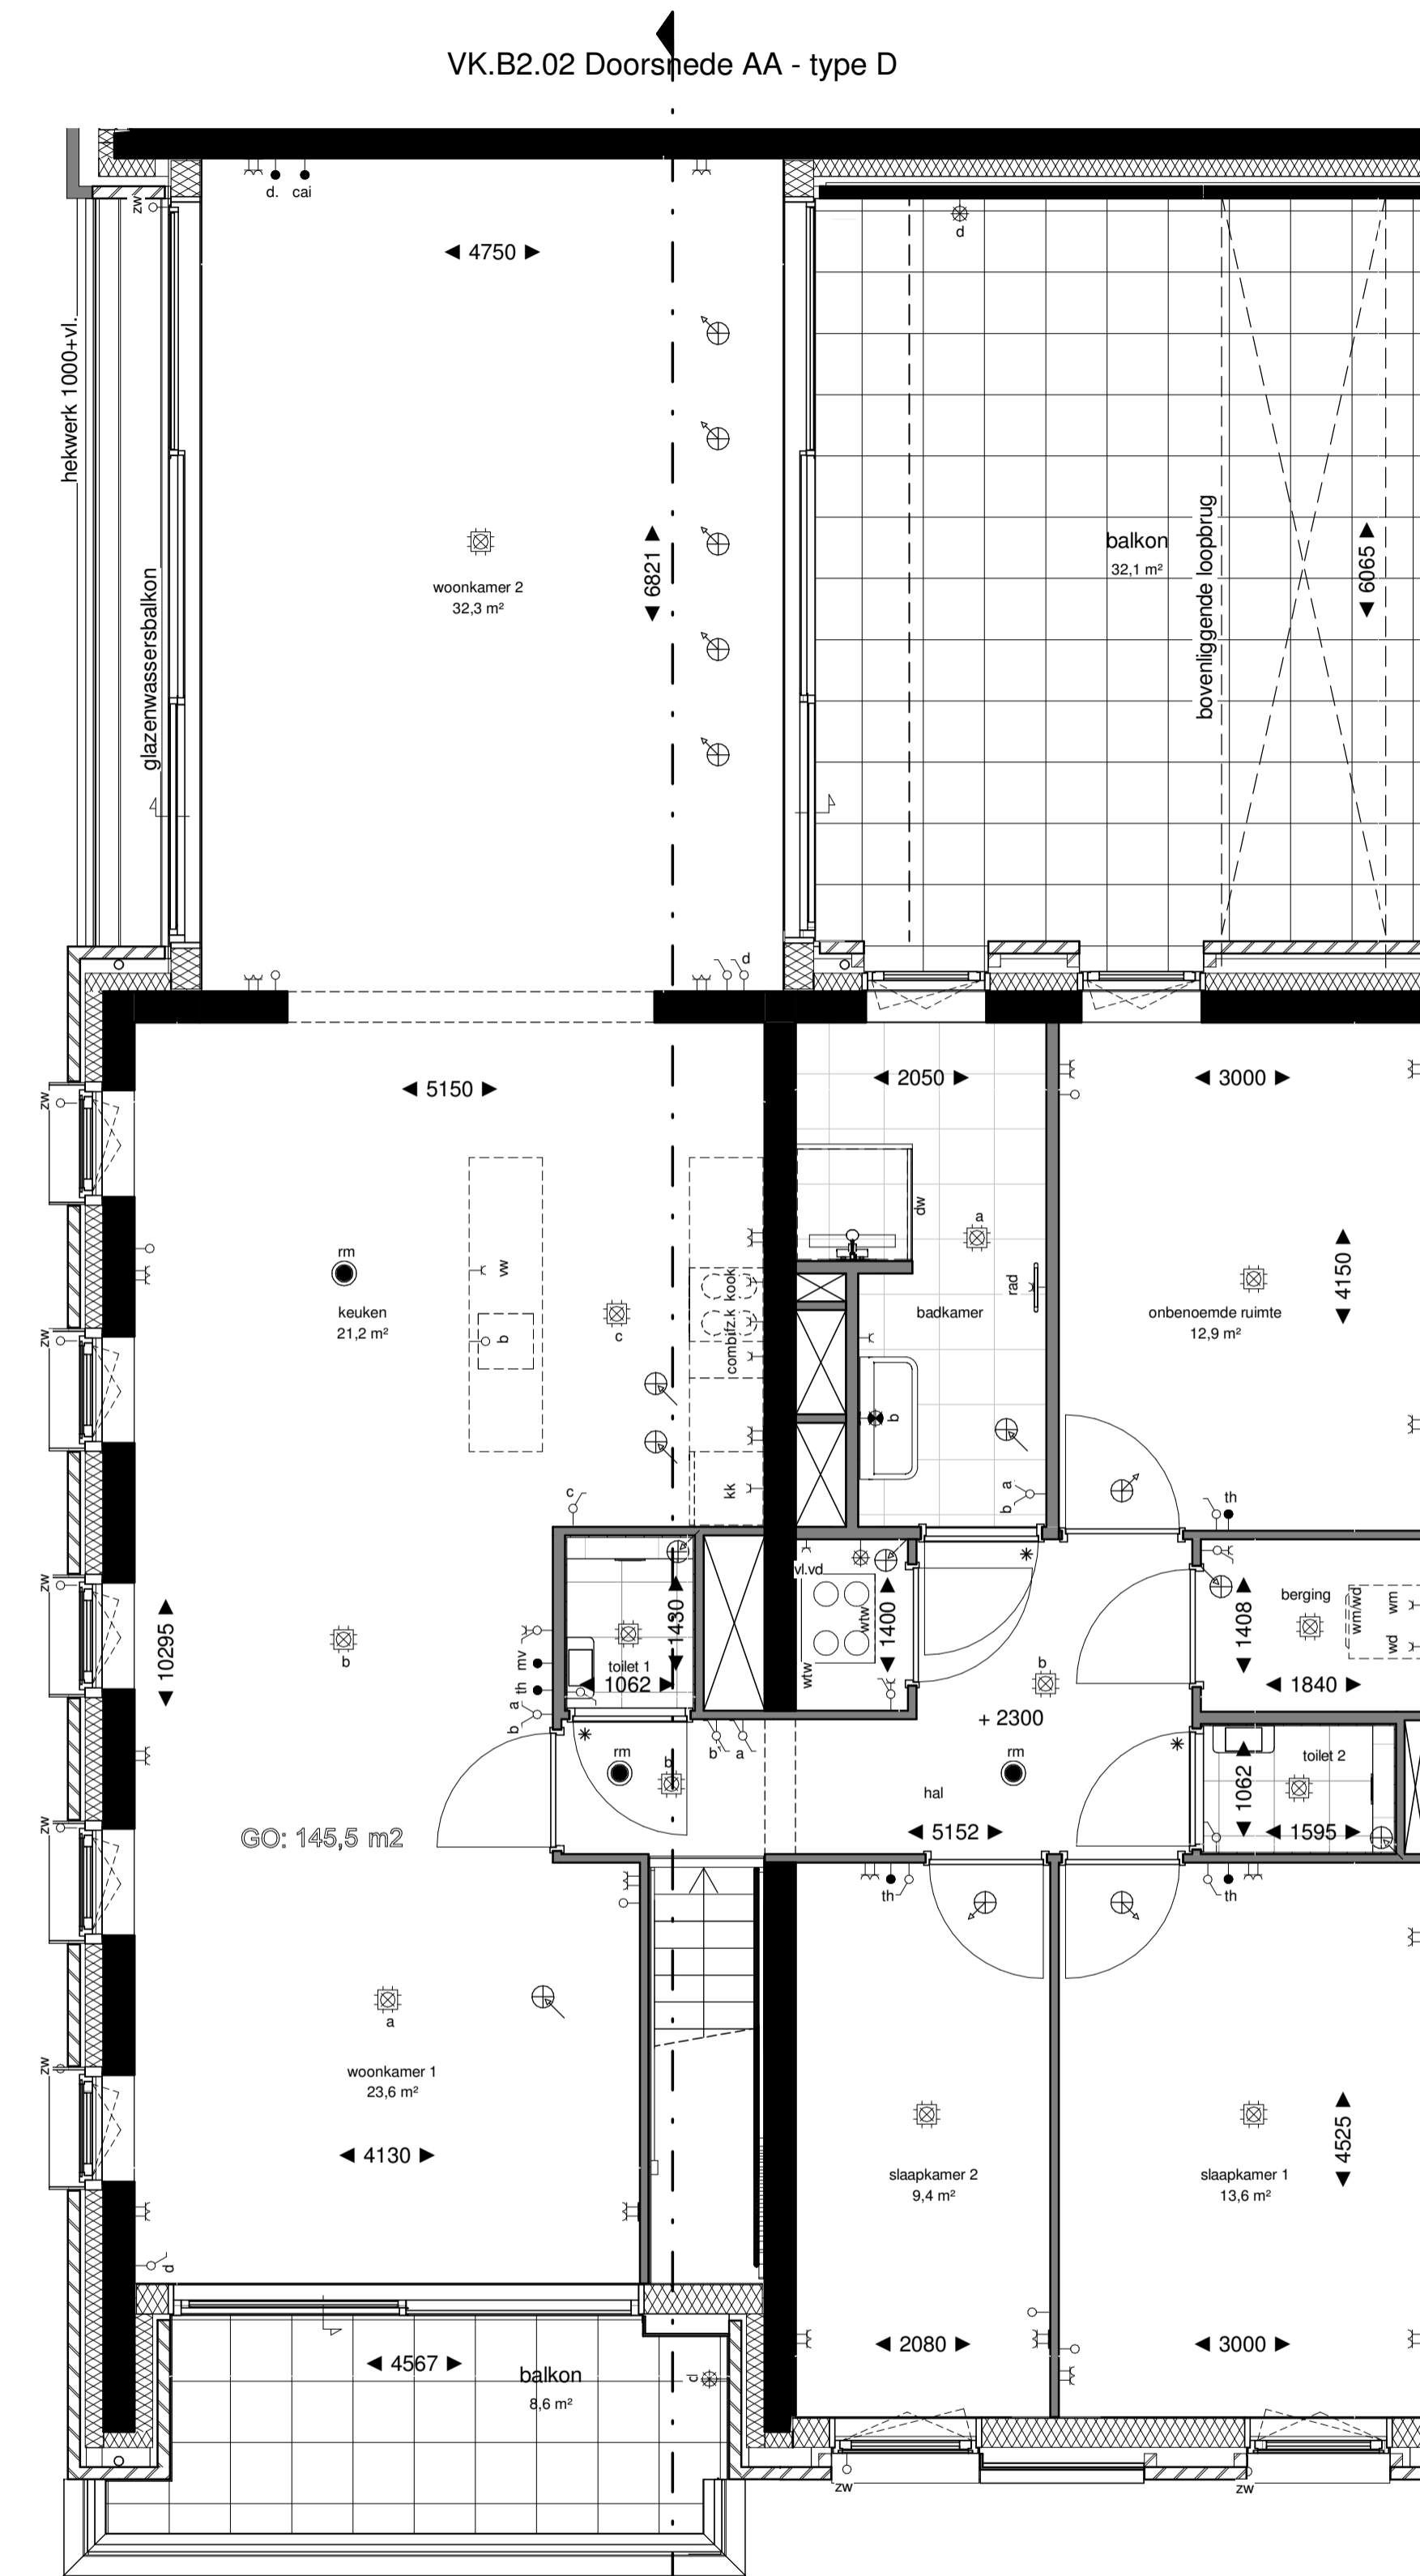 VK.B2.02 Doorsnede AA - type D
d.
cai
zw
d
◄ 4750 ►
hekwerk 1000+vl.
glazenwassersbalkon
woonkamer 2
32,3 m²
◄ 6821 ►
balkon
32,1 m²
bovenliggende loopbrug
◄ 6065 ►
d
◄ 5150 ►
◄ 2050 ►
◄ 3000 ►
zw
rm
keuken
21,2 m²
vw
b
c
kook
combifz.k
kk
c
dw
a
rad
badkamer
b
a
b
onbenoemde ruimte
12,9 m²
◄ 4150 ►
zw
th
zw
◄ 10295 ►
b
mv
th
a
b
toilet 1
◄ 1430 ►
◄ 1062 ►
vl.vd
wtw
wtw
◄ 1400 ►
b
+ 2300
berging
◄ 1408 ►
wm/wd
wm
wd
◄ 1840 ►
b'
a
rm
b
rm
hal
◄ 5152 ►
toilet 2
◄ 1062 ►
◄ 1595 ►
zw
GO: 145,5 m2
th
th
a
woonkamer 1
23,6 m²
zw
◄ 4130 ►
slaapkamer 2
9,4 m²
slaapkamer 1
13,6 m²
◄ 4525 ►
d
◄ 2080 ►
◄ 3000 ►
◄ 4567 ►
balkon
8,6 m²
d
zw
zw